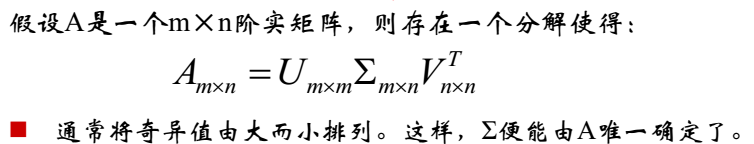 假设A是一个m×n阶实矩阵，则存在一个分解使得：
A_{m×n} = U_{m×m}Σ_{m×n}V^T_{n×n}
■ 通常将奇异值由大而小排列。这样，Σ便能由A唯一确定了。